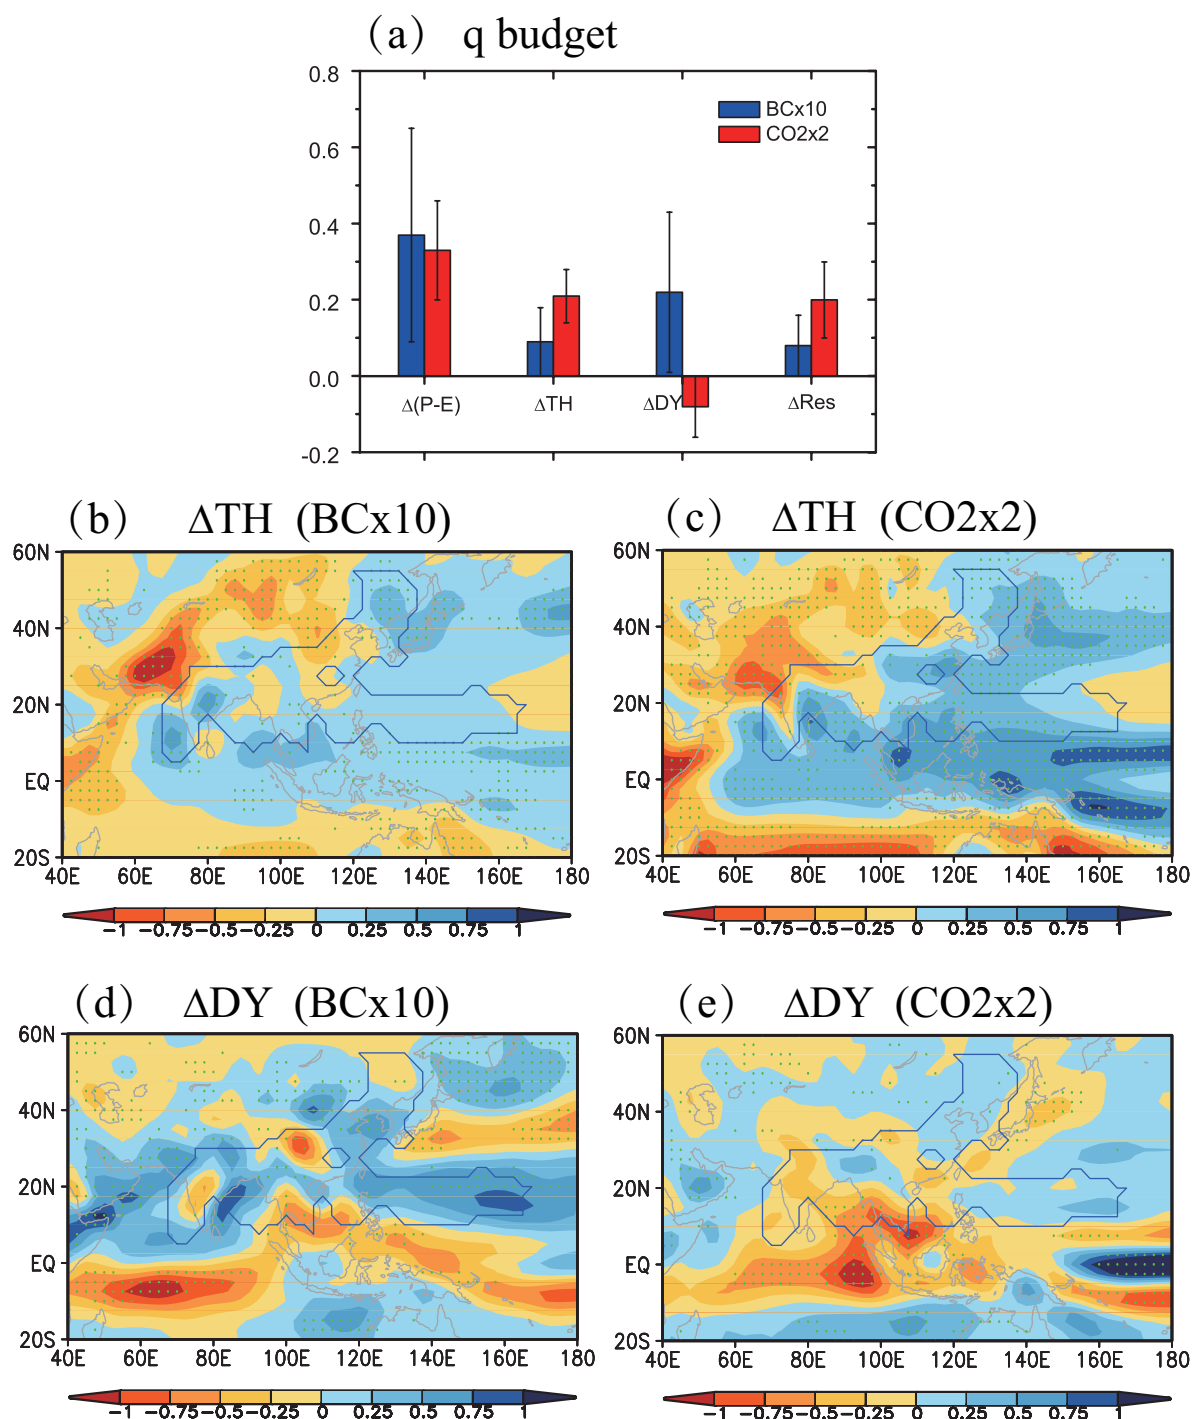 (a) q budget
0.8
0.6
0.4
0.2
0.0
-0.2
BCx10
CO2x2
Δ(P-E) ΔTH ΔDY ΔRes
(b) ΔTH (BCx10)
60N
40N
20N
EQ
20S
40E 60E 80E 100E 120E 140E 160E 180
-1 -0.75 -0.5 -0.25 0 0.25 0.5 0.75 1
(c) ΔTH (CO2x2)
60N
40N
20N
EQ
20S
40E 60E 80E 100E 120E 140E 160E 180
-1 -0.75 -0.5 -0.25 0 0.25 0.5 0.75 1
(d) ΔDY (BCx10)
60N
40N
20N
EQ
20S
40E 60E 80E 100E 120E 140E 160E 180
-1 -0.75 -0.5 -0.25 0 0.25 0.5 0.75 1
(e) ΔDY (CO2x2)
60N
40N
20N
EQ
20S
40E 60E 80E 100E 120E 140E 160E 180
-1 -0.75 -0.5 -0.25 0 0.25 0.5 0.75 1